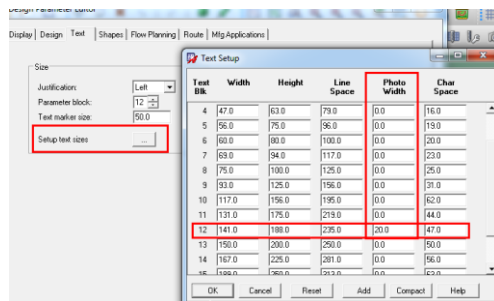 Design Parameter Editor
Display Design Text Shapes Flow Planning Route Mfg Applications
Size
Justification: Left
Parameter block: 12
Text marker size: 50.0
Setup text sizes ...
Text Setup
Text Blk Width Height Line Space Photo Width Char Space
4 47.0 63.0 79.0 0.0 16.0
5 56.0 75.0 96.0 0.0 19.0
6 60.0 80.0 100.0 0.0 20.0
7 69.0 94.0 117.0 0.0 23.0
8 75.0 100.0 125.0 0.0 25.0
9 93.0 125.0 156.0 0.0 31.0
10 117.0 156.0 195.0 0.0 62.0
11 131.0 175.0 219.0 0.0 44.0
12 141.0 188.0 235.0 20.0 47.0
13 150.0 200.0 250.0 0.0 50.0
14 167.0 225.0 281.0 0.0 56.0
15 0.0
OK Cancel Reset Add Compact Help